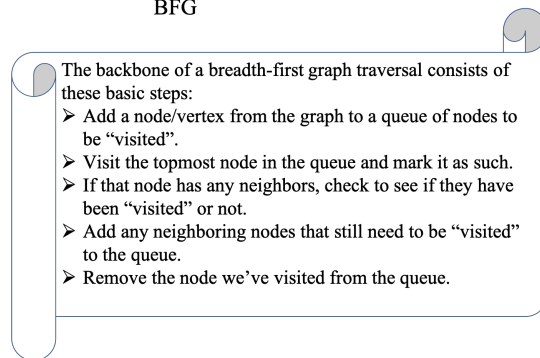 BFG
The backbone of a breadth-first graph traversal consists of
these basic steps:
➢ Add a node/vertex from the graph to a queue of nodes to
be “visited”.
➢ Visit the topmost node in the queue and mark it as such.
➢ If that node has any neighbors, check to see if they have
been “visited” or not.
➢ Add any neighboring nodes that still need to be “visited”
to the queue.
➢ Remove the node we’ve visited from the queue.